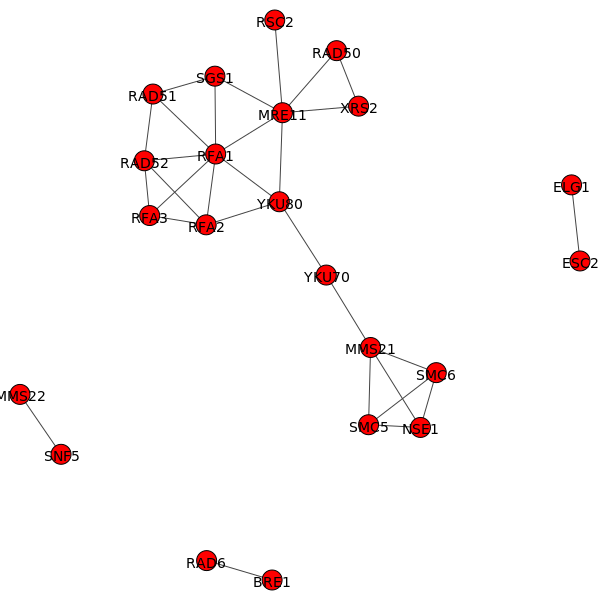 RSC2
RAD50
SGS1
RAD51
XRS2
MRE11
RFA1
RAD52
ELG1
YKU80
RFA3
RFA2
ESC2
YKU70
MMS21
SMC6
MMS22
SMC5
NSE1
SNF5
RAD6
BRE1